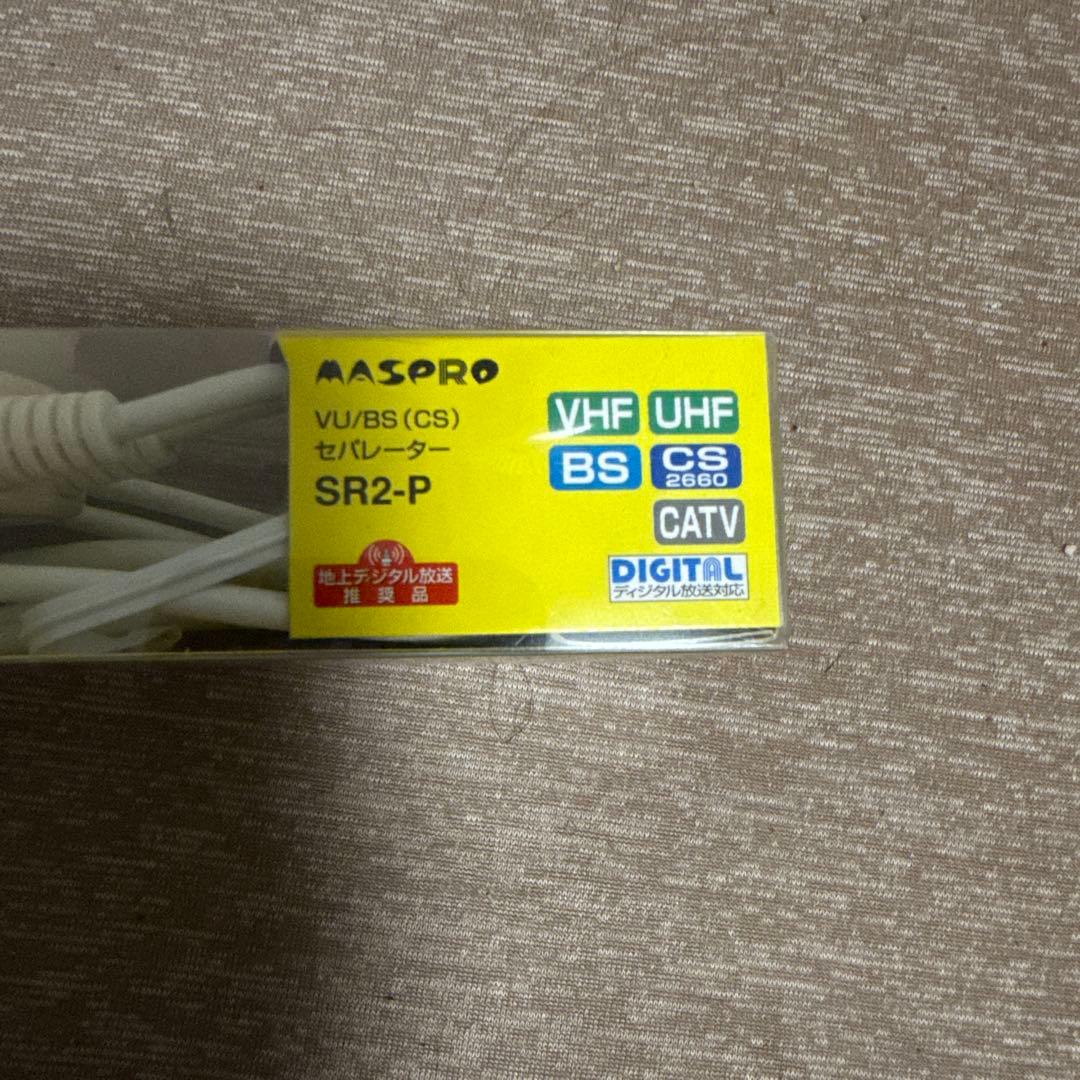 MASPRO
VU/BS(CS)
セパレーター
SR2-P
VHF UHF
BS CS
2660
CATV
地上デジタル放送
推奨品
DIGITAL
ディジタル放送対応